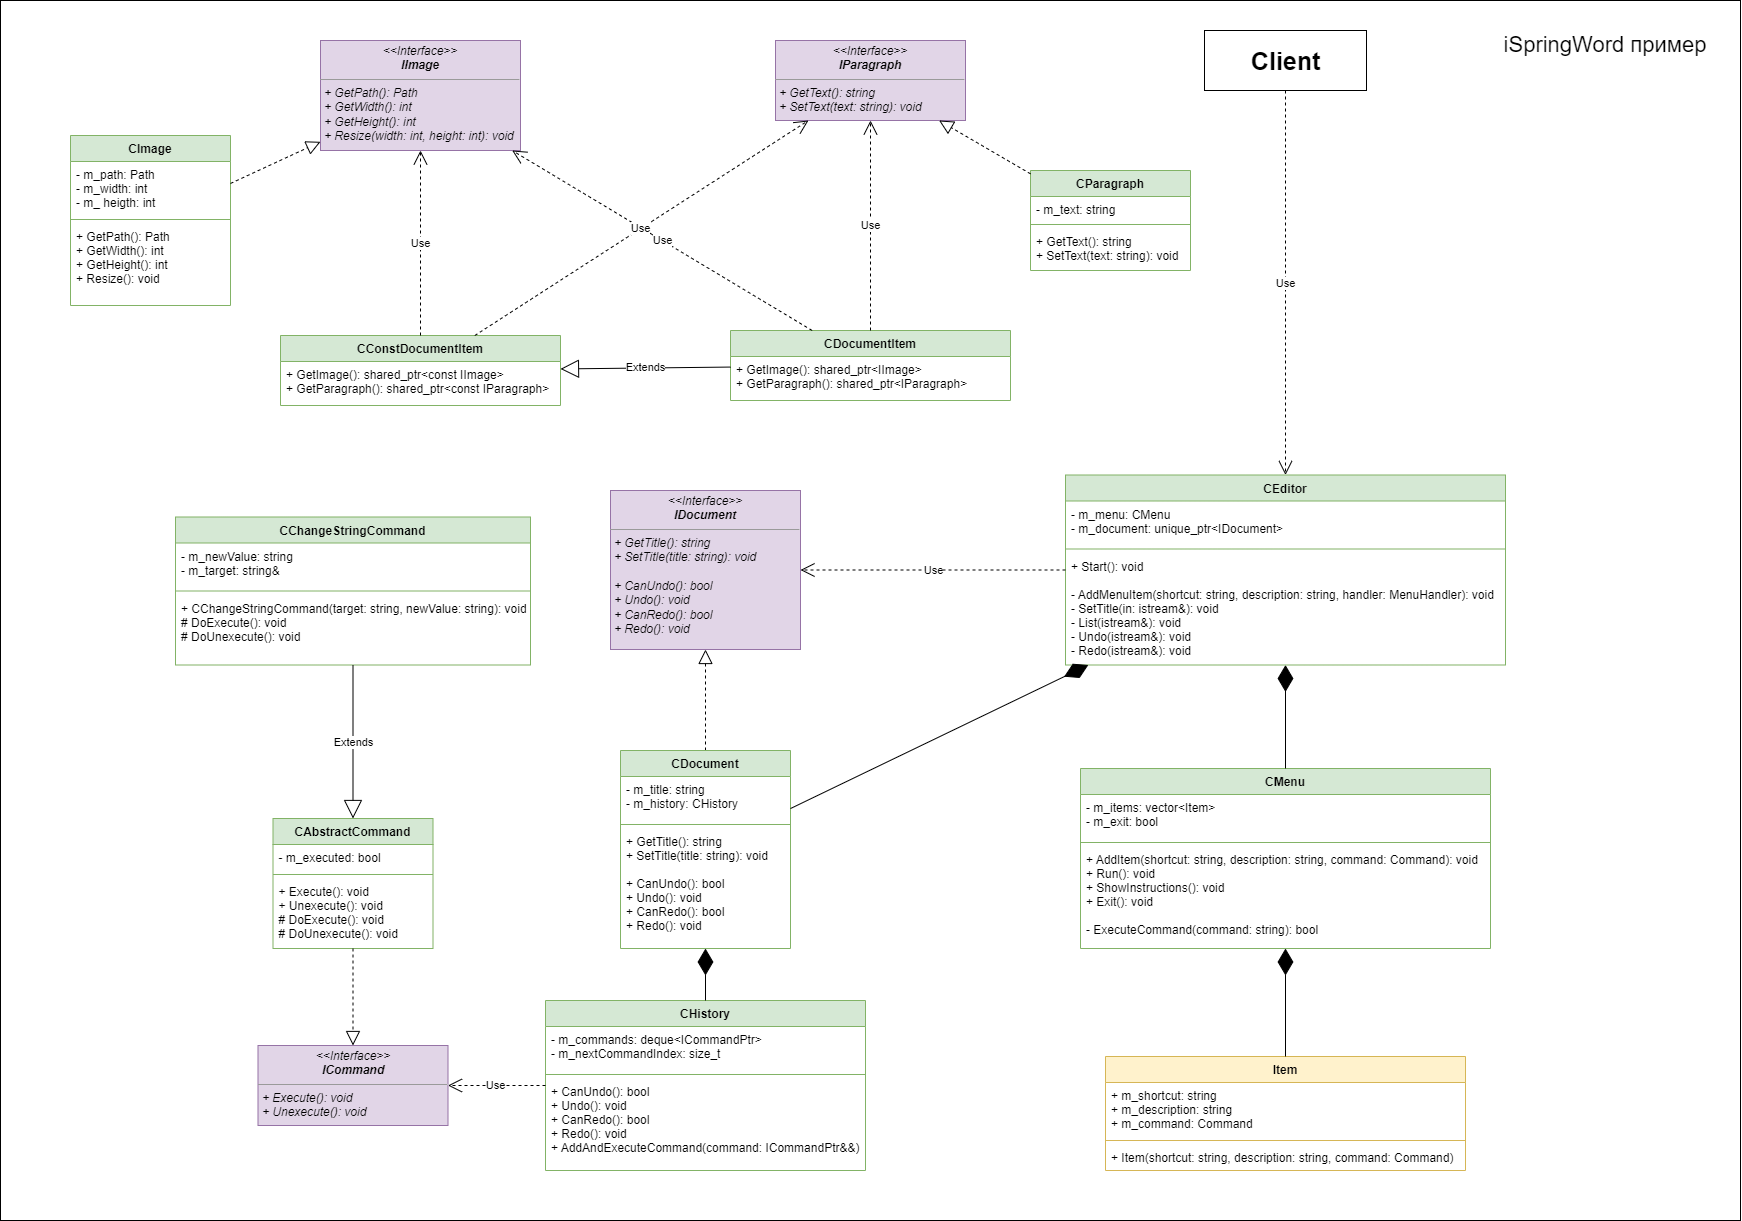 iSpringWord пример
Client
Use
<<Interface>>
IImage
+ GetPath(): Path
+ GetWidth(): int
+ GetHeight(): int
+ Resize(width: int, height: int): void
<<Interface>>
IParagraph
+ GetText(): string
+ SetText(text: string): void
CImage
- m_path: Path
- m_width: int
- m_ heigth: int
+ GetPath(): Path
+ GetWidth(): int
+ GetHeight(): int
+ Resize(): void
CParagraph
- m_text: string
+ GetText(): string
+ SetText(text: string): void
Use
Use
Use
Use
CConstDocumentItem
+ GetImage(): shared_ptr<const IImage>
+ GetParagraph(): shared_ptr<const IParagraph>
Extends
CDocumentItem
+ GetImage(): shared_ptr<IImage>
+ GetParagraph(): shared_ptr<IParagraph>
CChangeStringCommand
- m_newValue: string
- m_target: string&
+ CChangeStringCommand(target: string, newValue: string): void
# DoExecute(): void
# DoUnexecute(): void
<<Interface>>
IDocument
+ GetTitle(): string
+ SetTitle(title: string): void
+ CanUndo(): bool
+ Undo(): void
+ CanRedo(): bool
+ Redo(): void
Use
CEditor
- m_menu: CMenu
- m_document: unique_ptr<IDocument>
+ Start(): void
- AddMenuItem(shortcut: string, description: string, handler: MenuHandler): void
- SetTitle(in: istream&): void
- List(istream&): void
- Undo(istream&): void
- Redo(istream&): void
Extends
CAbstractCommand
- m_executed: bool
+ Execute(): void
+ Unexecute(): void
# DoExecute(): void
# DoUnexecute(): void
CDocument
- m_title: string
- m_history: CHistory
+ GetTitle(): string
+ SetTitle(title: string): void
+ CanUndo(): bool
+ Undo(): void
+ CanRedo(): bool
+ Redo(): void
CMenu
- m_items: vector<Item>
- m_exit: bool
+ AddItem(shortcut: string, description: string, command: Command): void
+ Run(): void
+ ShowInstructions(): void
+ Exit(): void
- ExecuteCommand(command: string): bool
<<Interface>>
ICommand
+ Execute(): void
+ Unexecute(): void
Use
CHistory
- m_commands: deque<ICommandPtr>
- m_nextCommandIndex: size_t
+ CanUndo(): bool
+ Undo(): void
+ CanRedo(): bool
+ Redo(): void
+ AddAndExecuteCommand(command: ICommandPtr&&)
Item
+ m_shortcut: string
+ m_description: string
+ m_command: Command
+ Item(shortcut: string, description: string, command: Command)